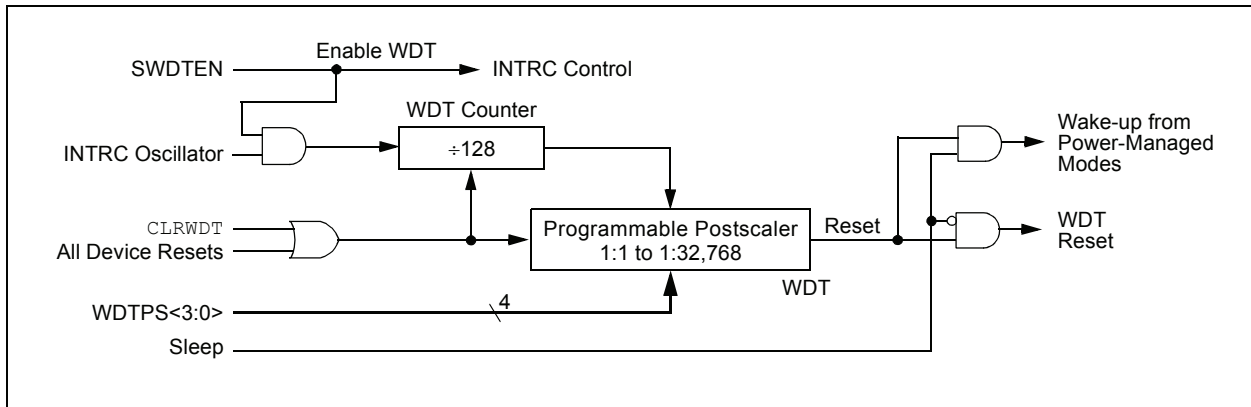 Enable WDT
SWDTEN
INTRC Control
WDT Counter
INTRC Oscillator
÷128
Wake-up from
Power-Managed
Modes
CLRWDT
All Device Resets
Programmable Postscaler
1:1 to 1:32,768
Reset
WDT
Reset
WDT
WDTPS<3:0>
4
Sleep